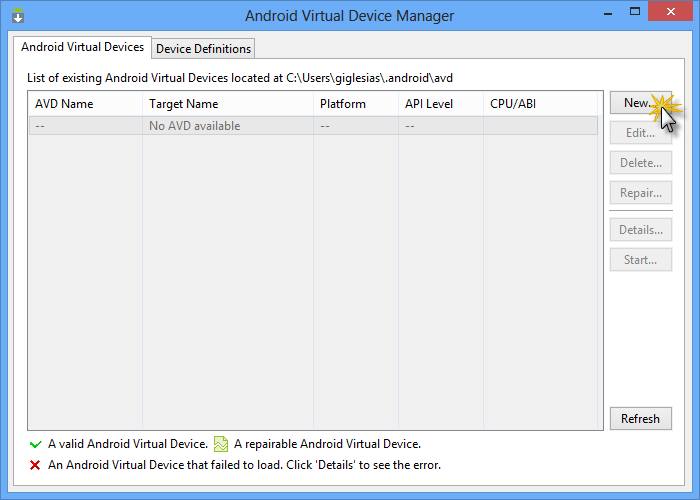 Android Virtual Device Manager
Android Virtual Devices Device Definitions
List of existing Android Virtual Devices located at C:\Users\giglesias\.android\avd
AVD Name Target Name Platform API Level CPU/ABI
-- No AVD available -- --
New...
Edit...
Delete...
Repair...
Details...
Start...
Refresh
A valid Android Virtual Device. A repairable Android Virtual Device.
An Android Virtual Device that failed to load. Click 'Details' to see the error.